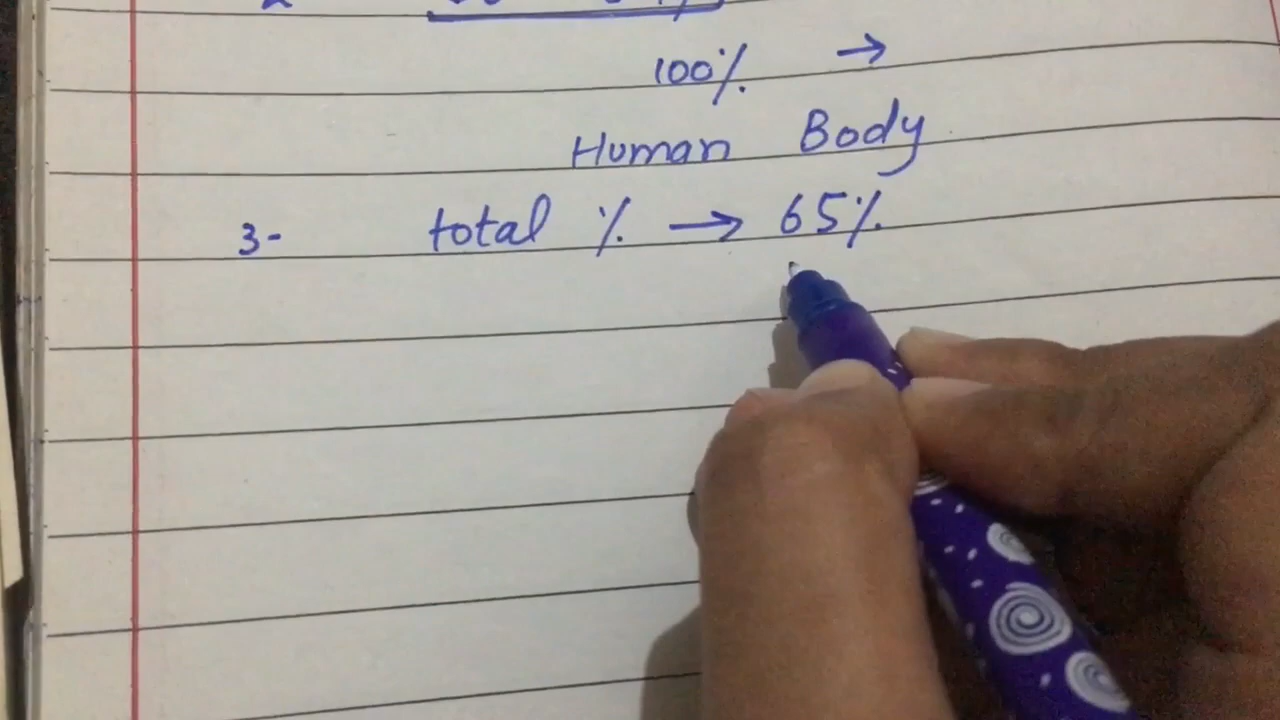 100% →
Human Body
3- total % → 65%